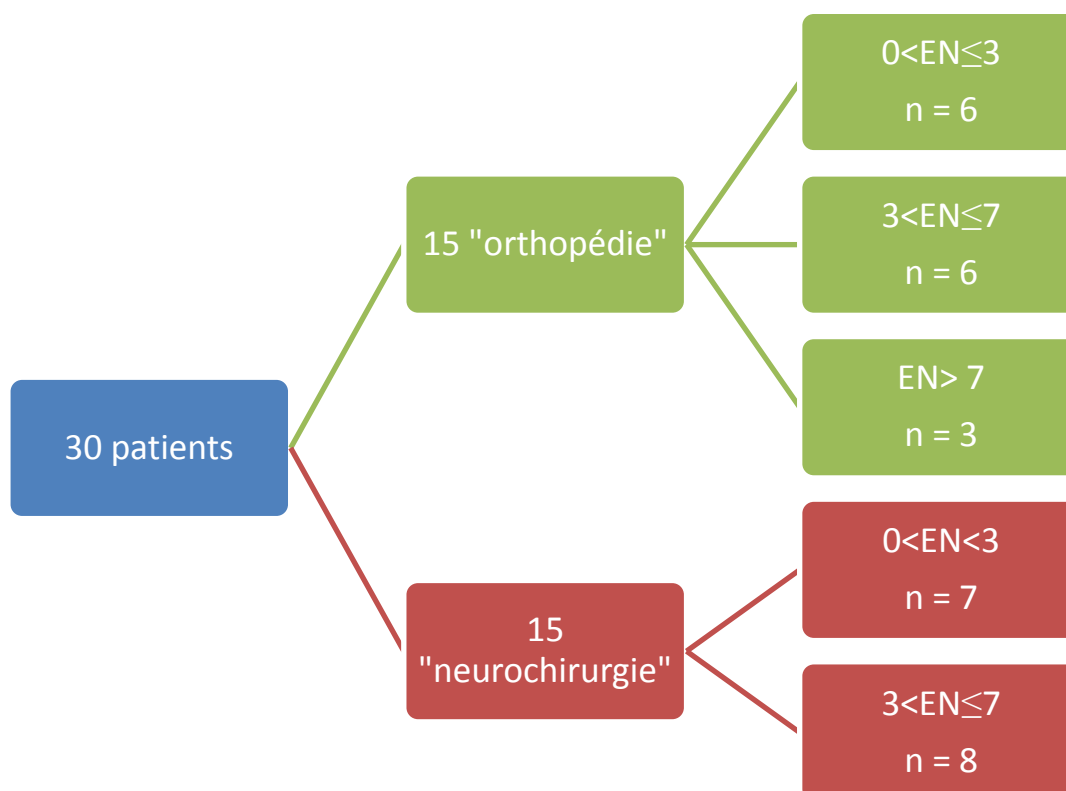 30 patients
15 "orthopédie"
0<EN≤3
n = 6
3<EN≤7
n = 6
EN> 7
n = 3
15
"neurochirurgie"
0<EN<3
n = 7
3<EN≤7
n = 8